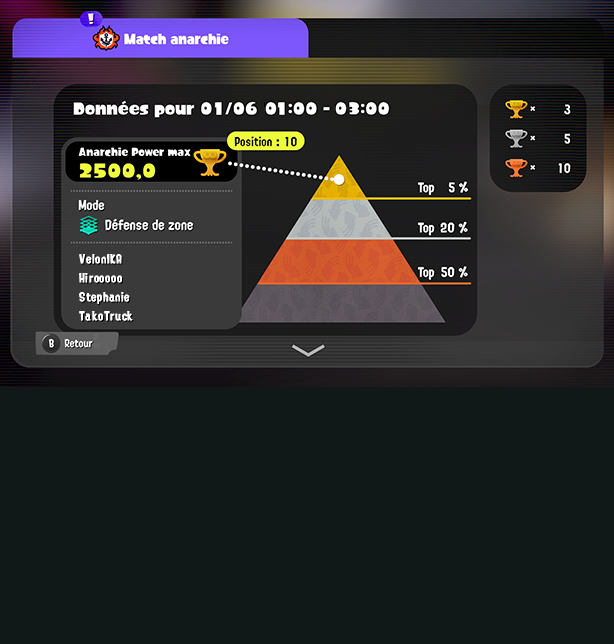 !
Match anarchie
Données pour 01/06 01:00 - 03:00
Anarchie Power max
2500,0
Position : 10
Mode
Défense de zone
VelonIKA
Hirooooo
Stephanie
TakoTruck
Top 5 %
Top 20 %
Top 50 %
× 3
× 5
× 10
B Retour